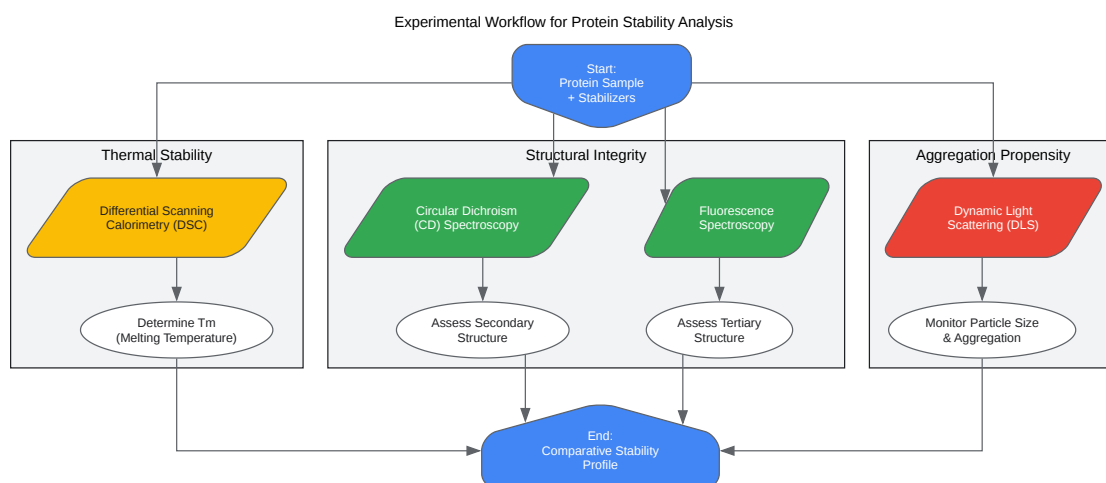 Experimental Workflow for Protein Stability Analysis
Start:
Protein Sample
+ Stabilizers
Thermal Stability
Structural Integrity
Aggregation Propensity
Differential Scanning
Calorimetry (DSC)
Circular Dichroism
(CD) Spectroscopy
Fluorescence
Spectroscopy
Dynamic Light
Scattering (DLS)
Determine Tm
(Melting Temperature)
Assess Secondary
Structure
Assess Tertiary
Structure
Monitor Particle Size
& Aggregation
End:
Comparative Stability
Profile